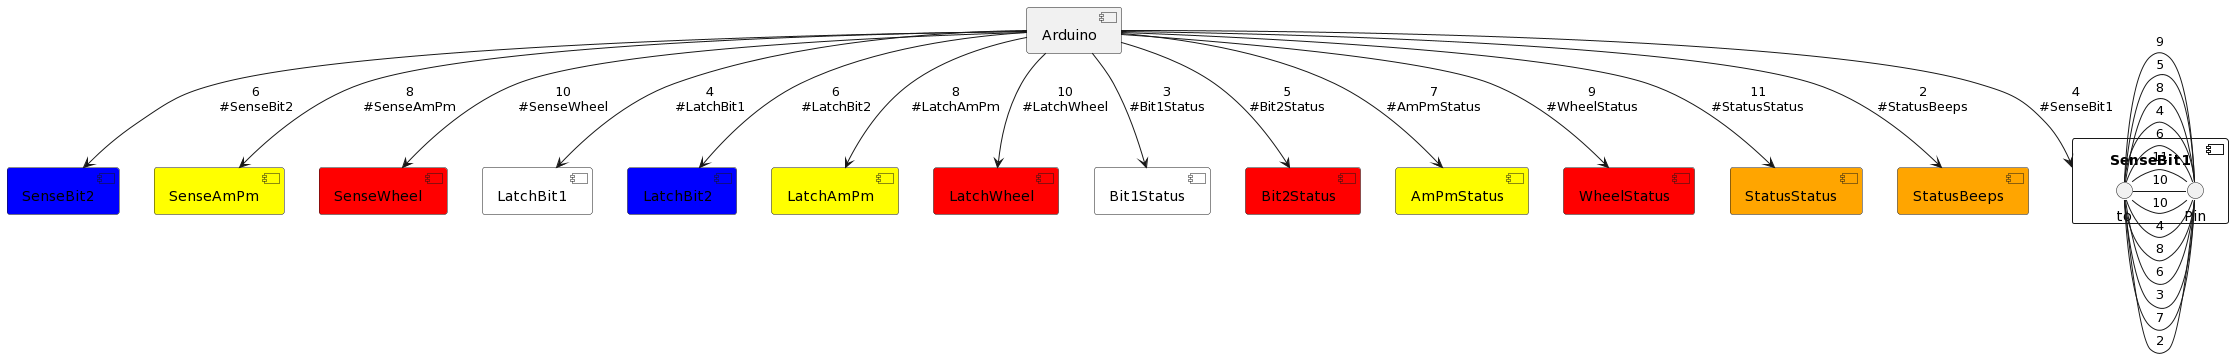 Arduino
6
#SenseBit2
8
#SenseAmPm
10
#SenseWheel
4
#LatchBit1
6
#LatchBit2
8
#LatchAmPm
10
#LatchWheel
3
#Bit1Status
5
#Bit2Status
7
#AmPmStatus
9
#WheelStatus
11
#StatusStatus
2
#StatusBeeps
4
#SenseBit1
SenseBit2
SenseAmPm
SenseWheel
LatchBit1
LatchBit2
LatchAmPm
LatchWheel
Bit1Status
Bit2Status
AmPmStatus
WheelStatus
StatusStatus
StatusBeeps
9
5
8
4
6
SenseBit1
11
10
10
to Pin
4
8
6
3
7
2